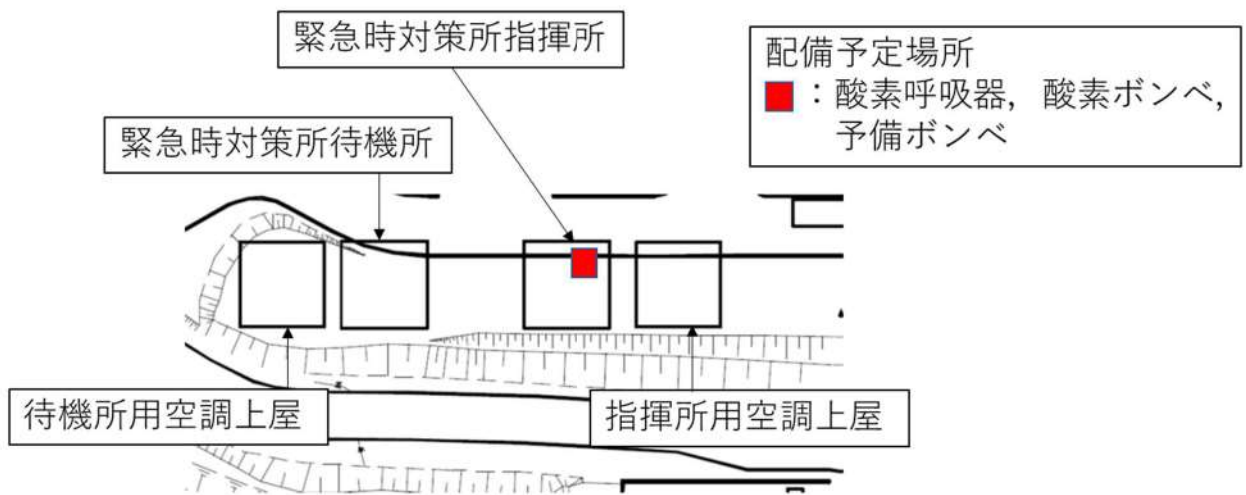 緊急時対策所指揮所
配備予定場所
：酸素呼吸器，酸素ボンベ，
予備ボンベ
緊急時対策所待機所
待機所用空調上屋
指揮所用空調上屋